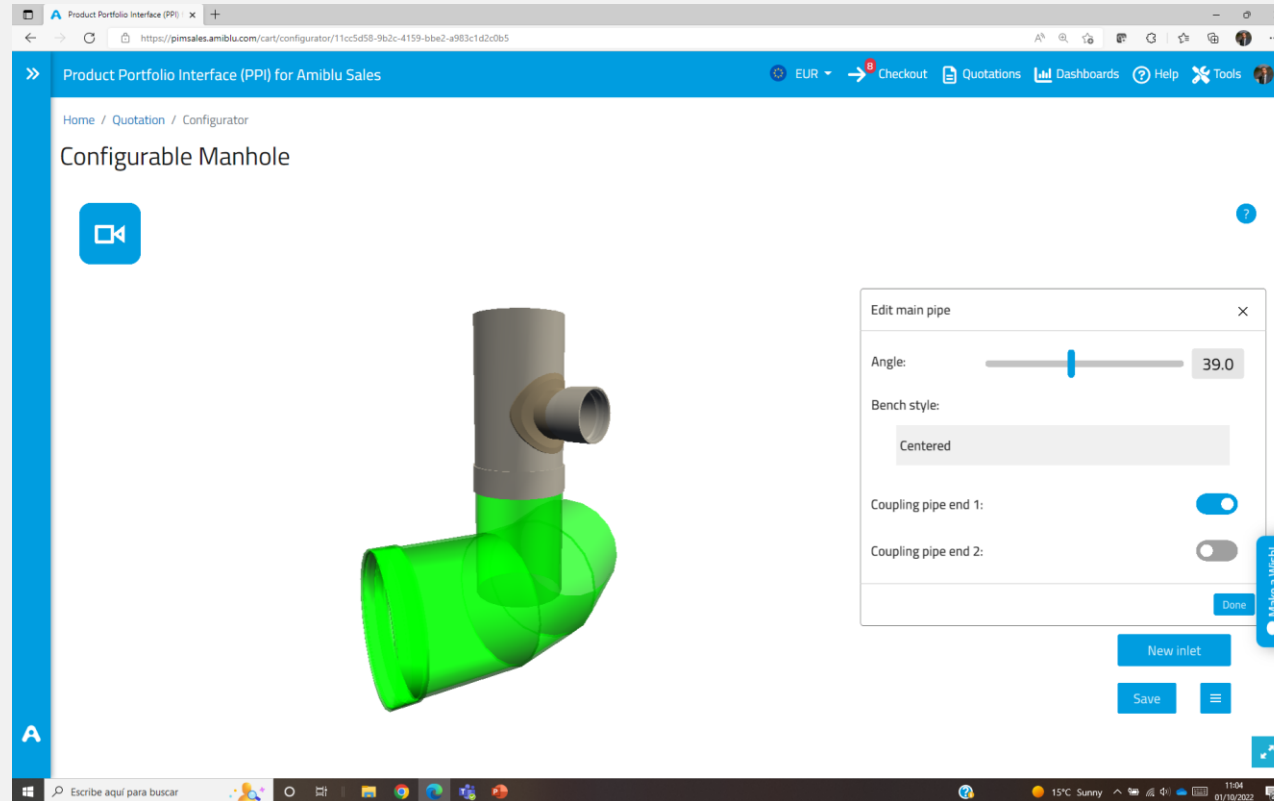 Product Portfolio Interface (PPI)
https://pimsales.amiblu.com/cart/configurator/11cc5d58-9b2c-4159-bbe2-a983c1d2c0b5
Product Portfolio Interface (PPI) for Amiblu Sales
EUR
8
Checkout
Quotations
Dashboards
Help
Tools
Home / Quotation / Configurator
Configurable Manhole
?
Edit main pipe
Angle:
39.0
Bench style:
Centered
Coupling pipe end 1:
Coupling pipe end 2:
Done
Make a Wish!
New inlet
Save
Escribe aquí para buscar
15°C Sunny
11:04
01/10/2022